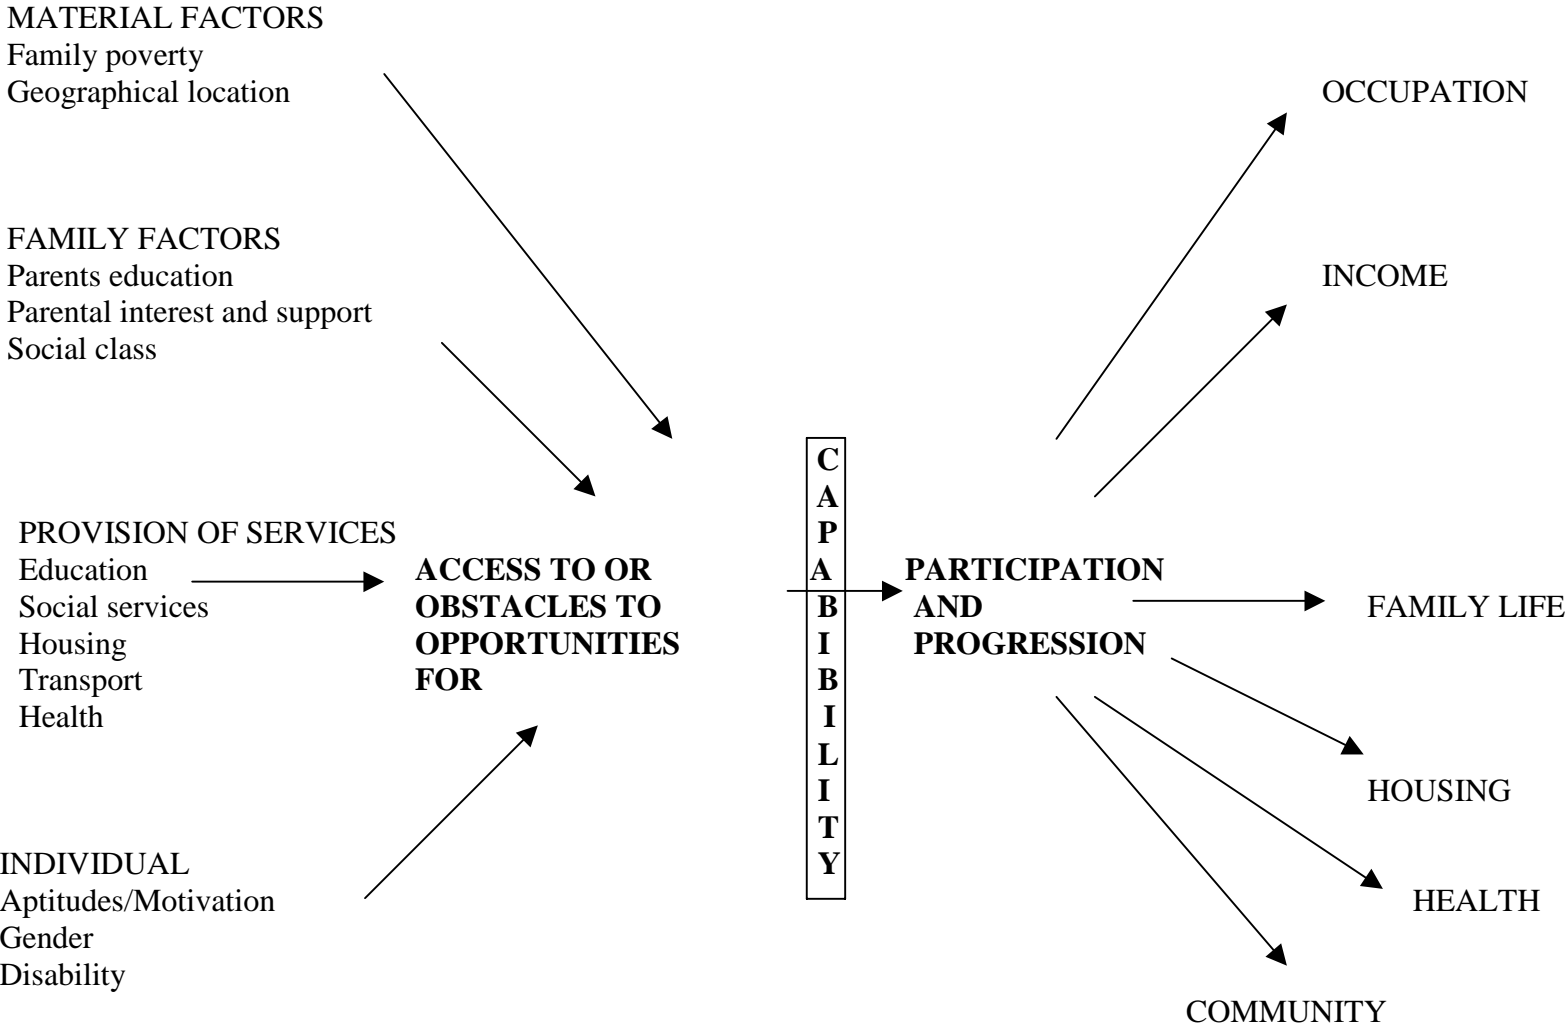 MATERIAL FACTORS
Family poverty
Geographical location
OCCUPATION
FAMILY FACTORS
Parents education
Parental interest and support
Social class
INCOME
PROVISION OF SERVICES
Education
Social services
Housing
Transport
Health
ACCESS TO OR
OBSTACLES TO
OPPORTUNITIES
FOR
C
A
P
A
B
I
B
I
L
I
T
Y
PARTICIPATION
AND
PROGRESSION
FAMILY LIFE
HOUSING
HEALTH
COMMUNITY
INDIVIDUAL
Aptitudes/Motivation
Gender
Disability